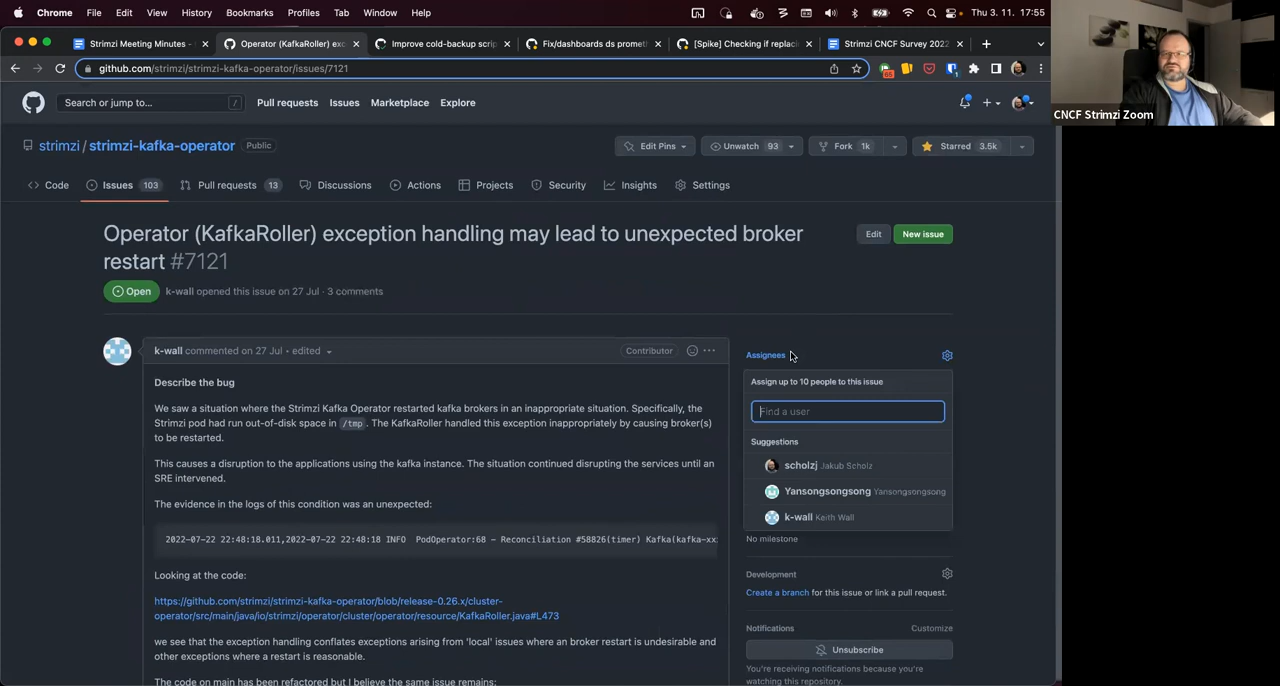 Chrome File Edit View History Bookmarks Profiles Tab Window Help Thu 3. 11. 17:55
Strimzi Meeting Minutes - Operator (KafkaRoller) exc Improve cold-backup scrip Fix/dashboards ds prometh [Spike] Checking if replacin Strimzi CNCF Survey 2022
github.com/strimzi/strimzi-kafka-operator/issues/7121
65
CNCF Strimzi Zoom
Search or jump to... / Pull requests Issues Marketplace Explore
strimzi / strimzi-kafka-operator Public Edit Pins Unwatch 93 Fork 1k Starred 3.5k
Code Issues 103 Pull requests 13 Discussions Actions Projects Security Insights Settings
Operator (KafkaRoller) exception handling may lead to unexpected broker
restart #7121
Edit New issue
Open k-wall opened this issue on 27 Jul · 3 comments
k-wall commented on 27 Jul • edited Contributor
Describe the bug
We saw a situation where the Strimzi Kafka Operator restarted kafka brokers in an inappropriate situation. Specifically, the
Strimzi pod had run out-of-disk space in /tmp. The KafkaRoller handled this exception inappropriately by causing broker(s)
to be restarted.
This causes a disruption to the applications using the kafka instance. The situation continued disrupting the services until an
SRE intervened.
The evidence in the logs of this condition was an unexpected:
2022-07-22 22:48:18.011,2022-07-22 22:48:18 INFO PodOperator:68 - Reconciliation #58826(timer) Kafka(kafka-xx
Looking at the code:
https://github.com/strimzi/strimzi-kafka-operator/blob/release-0.26.x/cluster-
operator/src/main/java/io/strimzi/operator/cluster/operator/resource/KafkaRoller.java#L473
we see that the exception handling conflates exceptions arising from 'local' issues where an broker restart is undesirable and
other exceptions where a restart is reasonable.
The code on main has been refactored but I believe the same issue remains:
Assignees
Assign up to 10 people to this issue
Find a user
Suggestions
scholzj Jakub Scholz
Yansongsongsong Yansongsongsong
k-wall Keith Wall
No milestone
Development
Create a branch for this issue or link a pull request.
Notifications Customize
Unsubscribe
You're receiving notifications because you're
watching this repository.